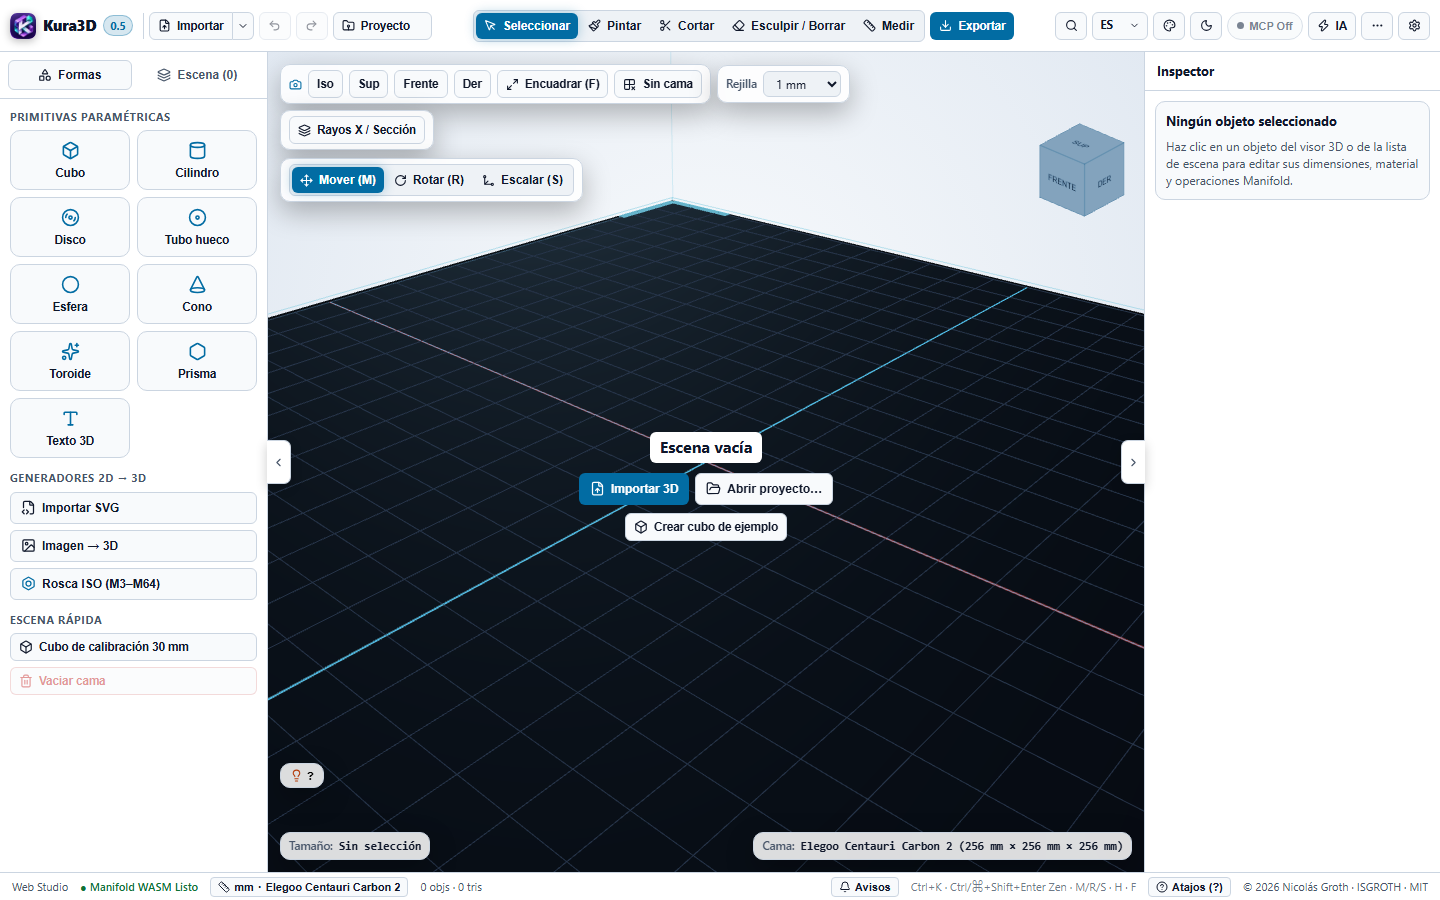 Kura3D 0.5 Importar Proyecto Seleccionar Pintar Cortar Esculpir / Borrar Medir Exportar ES MCP Off IA
Formas Escena (0)
PRIMITIVAS PARAMÉTRICAS
Cubo Cilindro
Disco Tubo hueco
Esfera Cono
Toroide Prisma
Texto 3D
GENERADORES 2D → 3D
Importar SVG
Imagen → 3D
Rosca ISO (M3–M64)
ESCENA RÁPIDA
Cubo de calibración 30 mm
Vaciar cama
Iso Sup Frente Der Encuadrar (F) Sin cama Rejilla 1 mm
Rayos X / Sección
Mover (M) Rotar (R) Escalar (S)
SUP
FRENTE DER
Escena vacía
Importar 3D Abrir proyecto...
Crear cubo de ejemplo
?
Tamaño: Sin selección
Cama: Elegoo Centauri Carbon 2 (256 mm × 256 mm × 256 mm)
Inspector
Ningún objeto seleccionado
Haz clic en un objeto del visor 3D o de la lista
de escena para editar sus dimensiones, material
y operaciones Manifold.
Web Studio ● Manifold WASM Listo mm · Elegoo Centauri Carbon 2 0 objs · 0 tris Avisos Ctrl+K · Ctrl/⌘+Shift+Enter Zen · M/R/S · H · F Atajos (?) © 2026 Nicolás Groth · ISGROTH · MIT